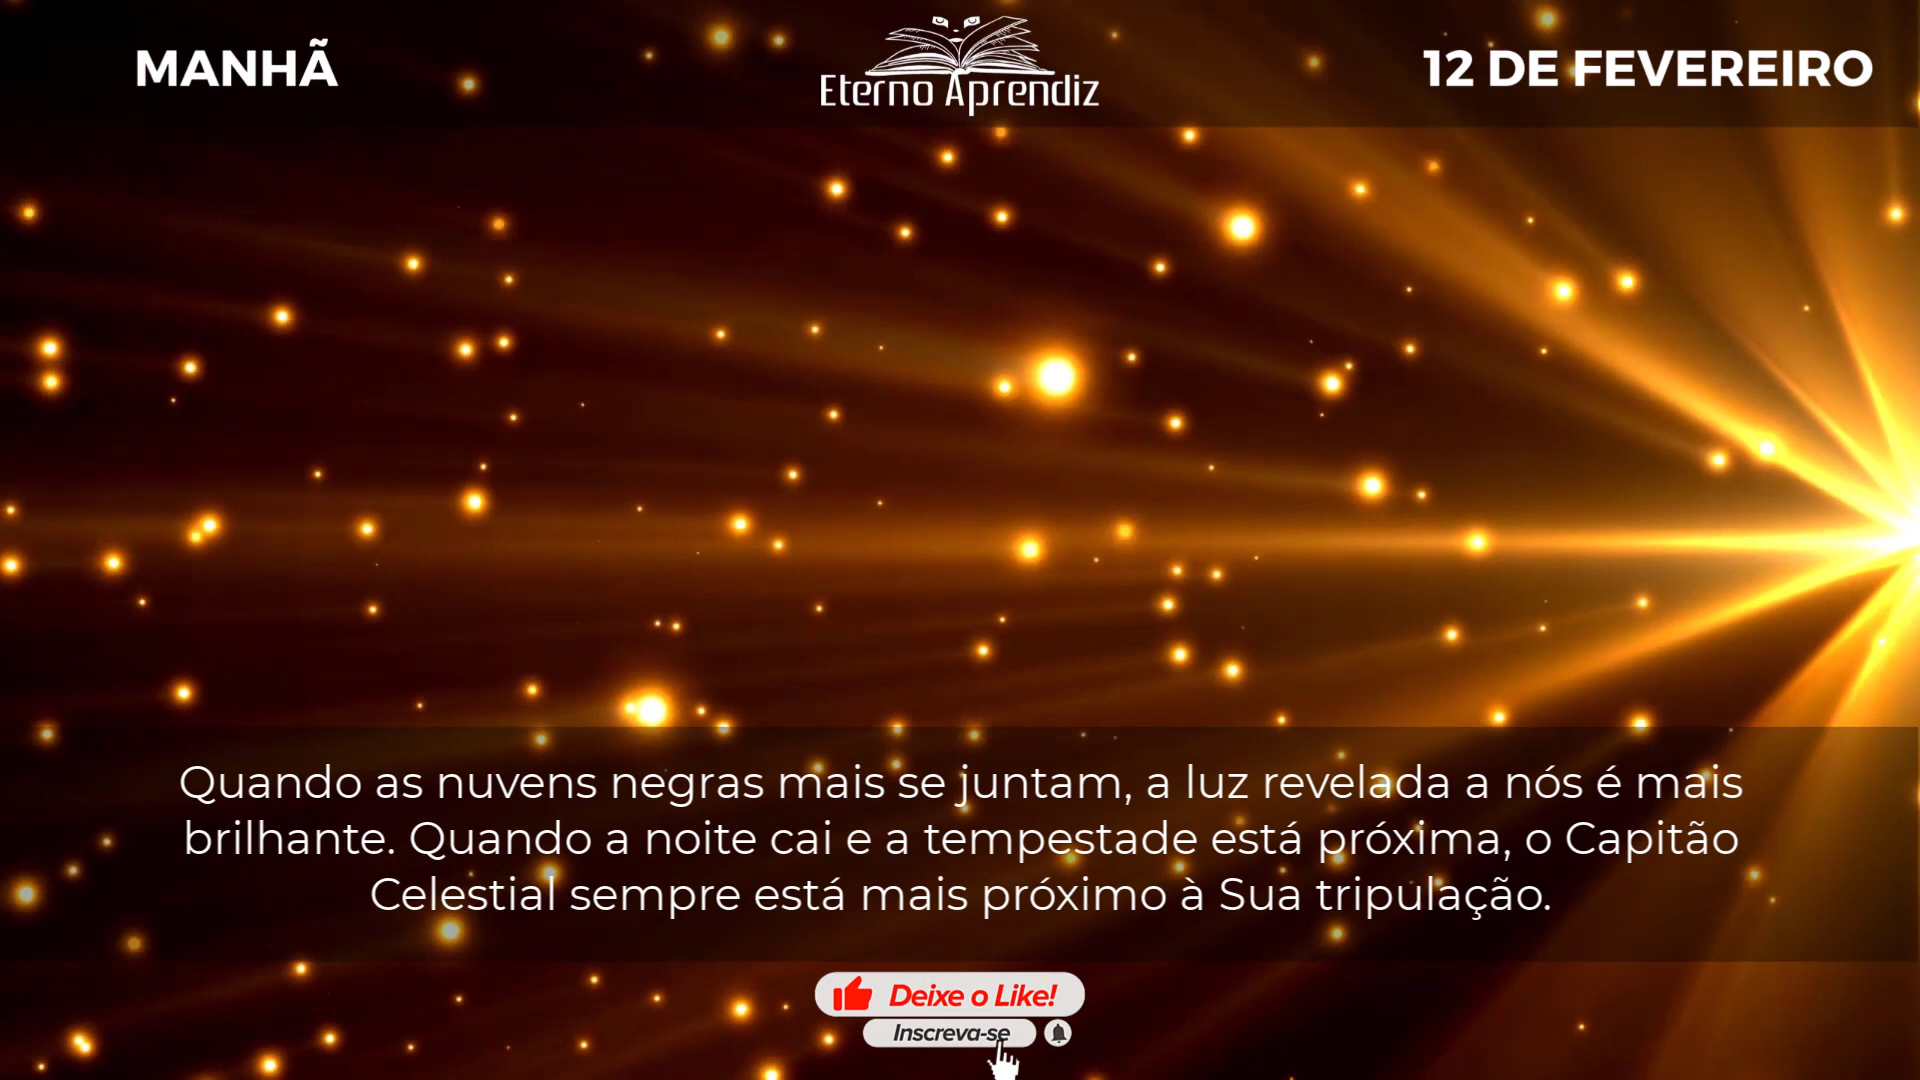 MANHÃ
Eterno Aprendiz
12 DE FEVEREIRO
Quando as nuvens negras mais se juntam, a luz revelada a nós é mais
brilhante. Quando a noite cai e a tempestade está próxima, o Capitão
Celestial sempre está mais próximo à Sua tripulação.
Deixe o Like!
Inscreva-se